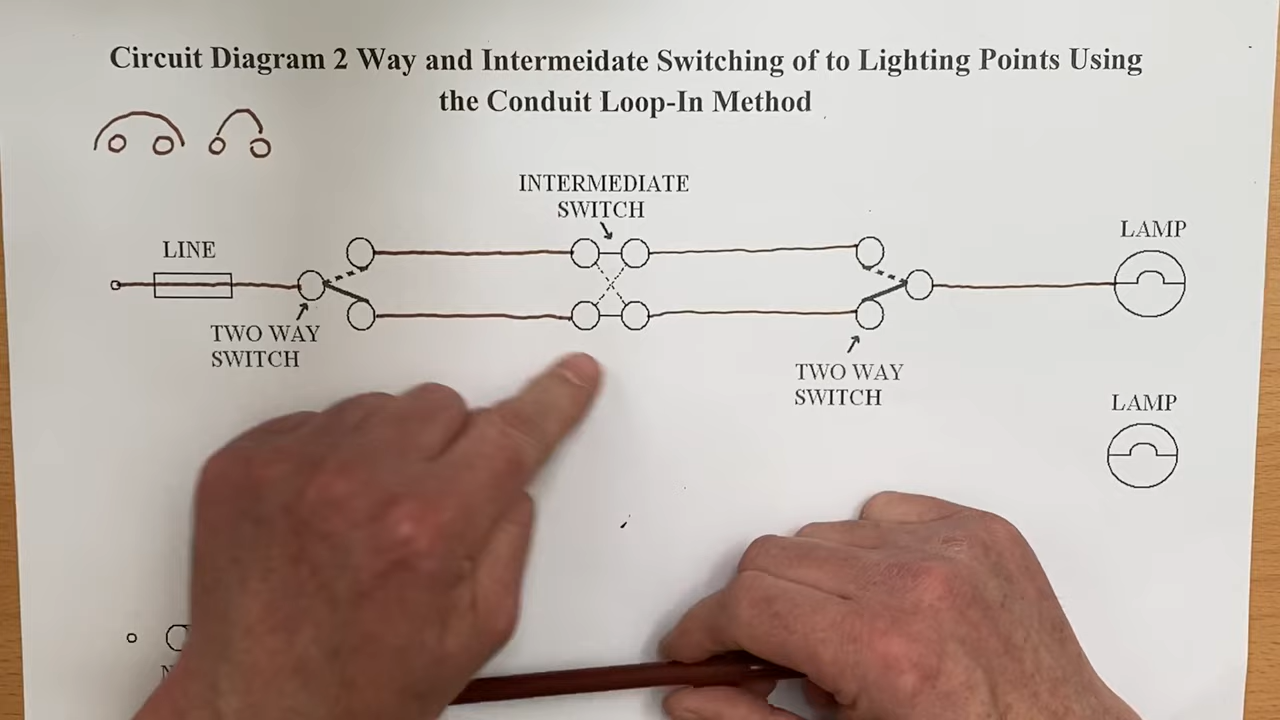 Circuit Diagram 2 Way and Intermeidate Switching of to Lighting Points Using
the Conduit Loop-In Method
INTERMEDIATE
SWITCH
LINE
LAMP
TWO WAY
SWITCH
TWO WAY
SWITCH
LAMP